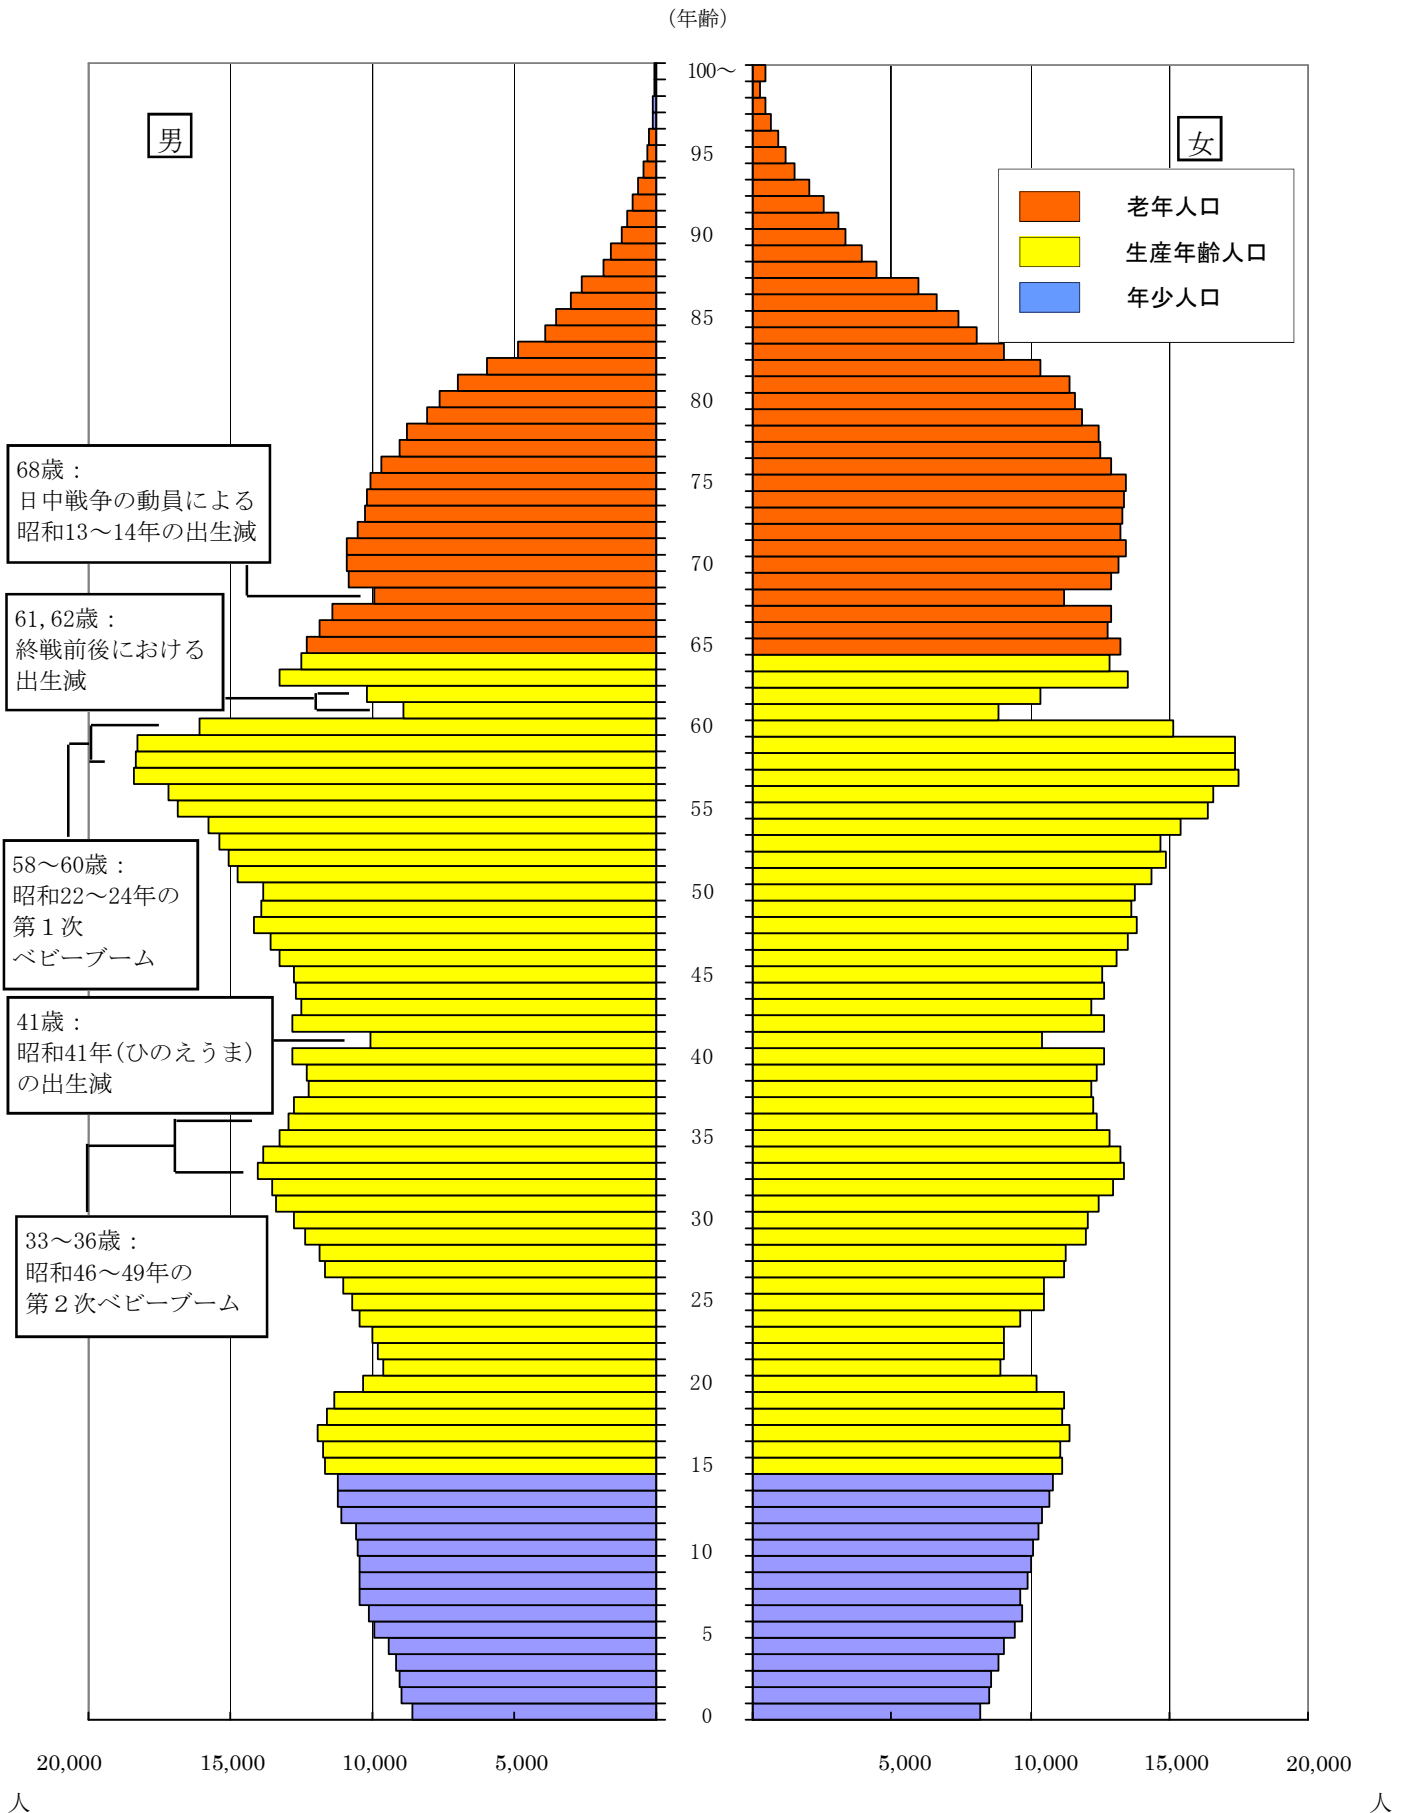 (年齢)
男
女
老年人口
生産年齢人口
年少人口
100～
95
90
85
80
75
70
65
60
55
50
45
40
35
30
25
20
15
10
5
0
68歳：
日中戦争の動員による
昭和13～14年の出生減
61,62歳：
終戦前後における
出生減
58～60歳：
昭和22～24年の
第１次
ベビーブーム
41歳：
昭和41年(ひのえうま)
の出生減
33～36歳：
昭和46～49年の
第２次ベビーブーム
20,000 15,000 10,000 5,000
5,000 10,000 15,000 20,000
人
人